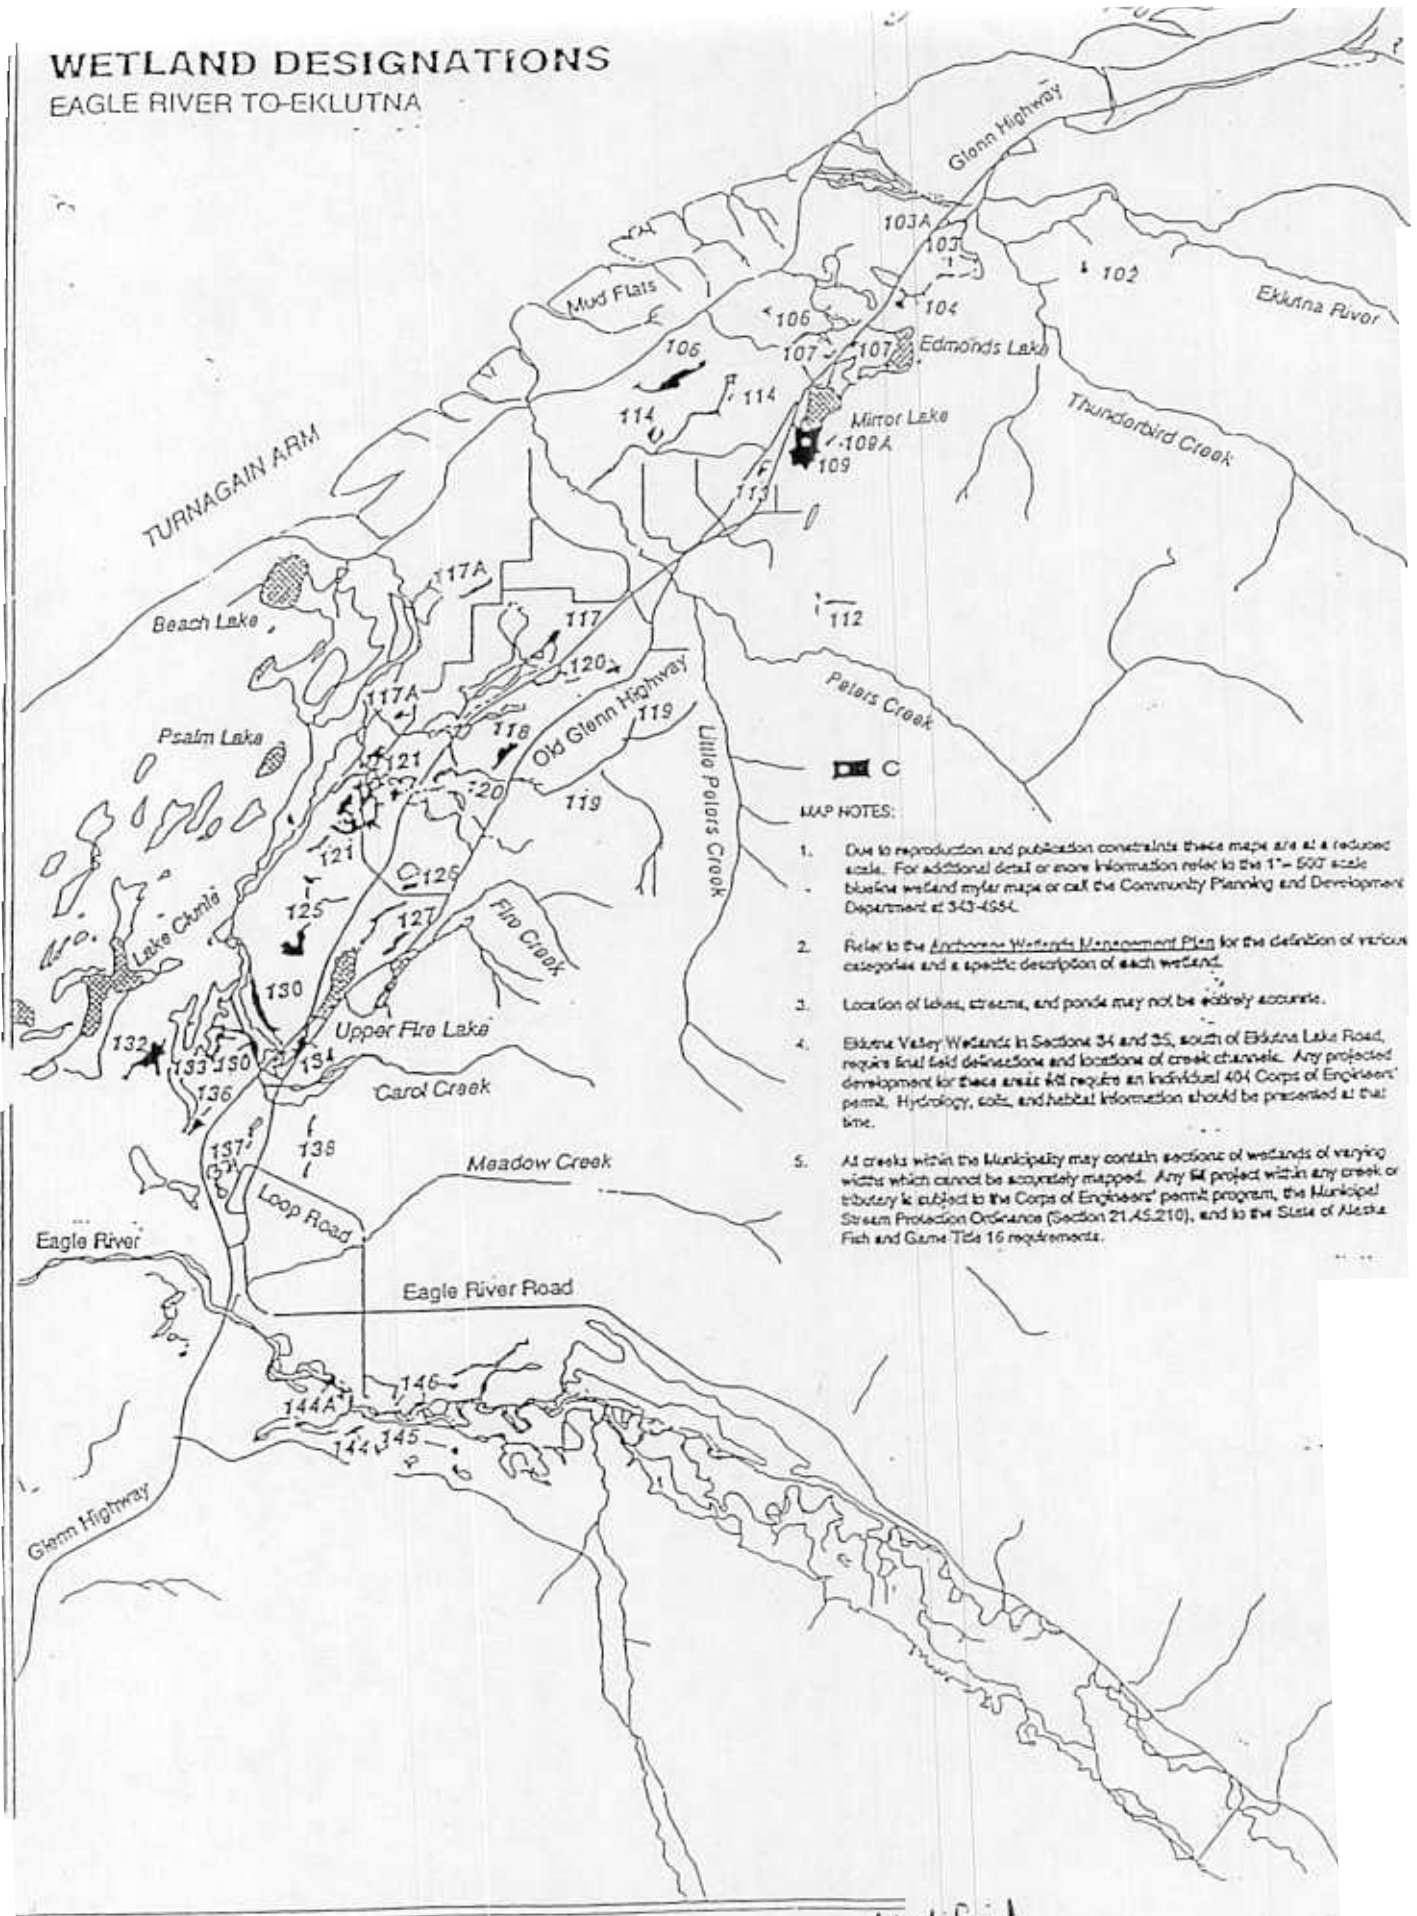 WETLAND DESIGNATIONS
EAGLE RIVER TO EKLUTNA
Glenn Highway
103A
103
102
Eklutna River
104
Mud Flats
106
107
107
Edmonds Lake
106
114
114
Mirror Lake
109A
109
Thunderbird Creek
TURNAGAIN ARM
113
117A
Beach Lake
117
112
120
117A
Old Glenn Highway
Peters Creek
119
Psalm Lake
118
121
Little Peters Creek
C
120
119
MAP NOTES:
1. Due to reproduction and publication constraints these maps are at a reduced
scale. For additional detail or more information refer to the 1"= 500' scale
blueline wetland mylar maps or call the Community Planning and Development
Department at
121
126
125
127
Fire Creek
Lake Clunie
2. Refer to the Anchorage Wetlands Management Plan for the definition of various
categories and a specific description of each wetland.
130
3. Location of lakes, streams, and ponds may not be entirely accurate.
Upper Fire Lake
132
133
130
134
4. Eklutna Valley Wetlands in Sections 34 and 35, south of Eklutna Lake Road,
require final field delineations and locations of creek channels. Any projected
development for these areas will require an individual 404 Corps of Engineers'
permit. Hydrology, soils, and habitat information should be presented at that
time.
136
Carol Creek
137
138
Meadow Creek
5. All creeks within the Municipality may contain sections of wetlands of varying
widths which cannot be accurately mapped. Any fill project within any creek or
tributary is subject to the Corps of Engineers' permit program, the Municipal
Stream Protection Ordinance (Section 21.45.210), and to the State of Alaska
Fish and Game Title 16 requirements.
Loop Road
Eagle River
Eagle River Road
146
144A
144
145
Glenn Highway